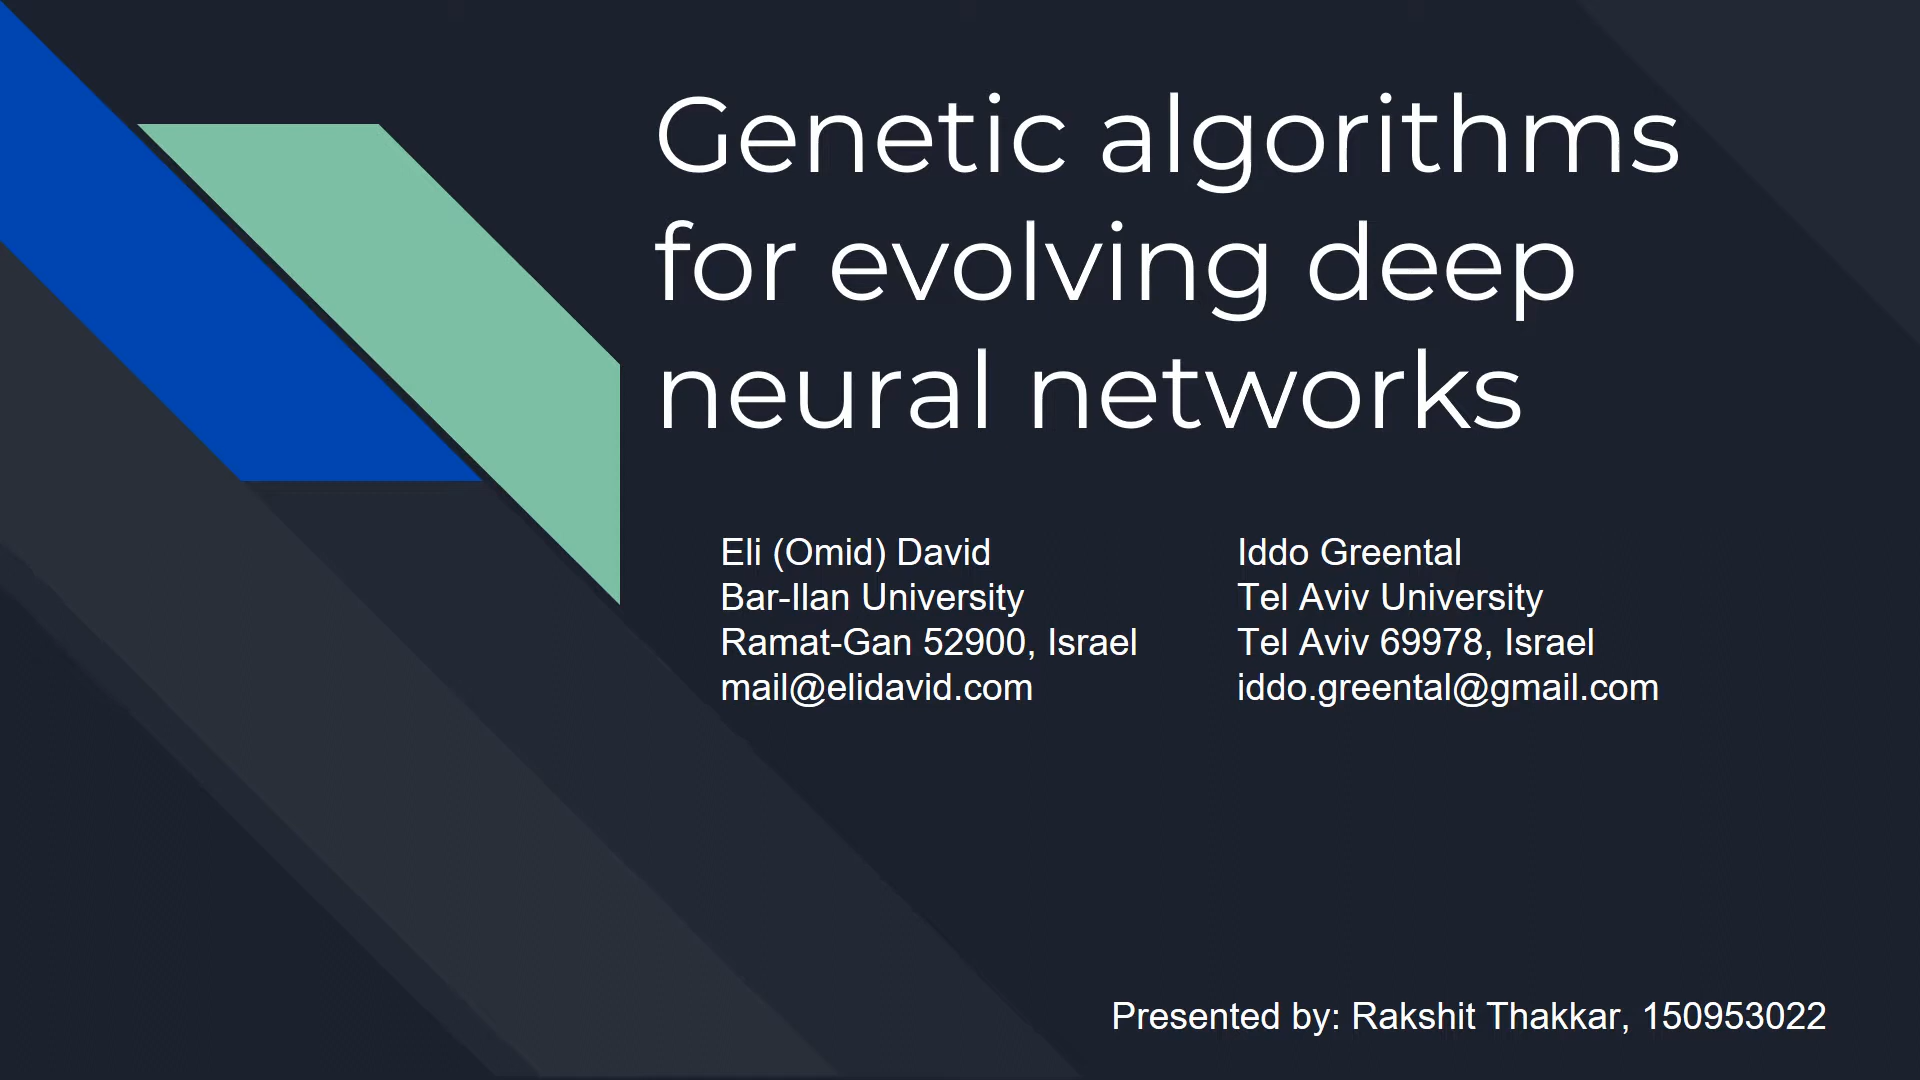 Genetic algorithms
for evolving deep
neural networks
Eli (Omid) David
Bar-Ilan University
Ramat-Gan 52900, Israel
mail@elidavid.com
Iddo Greental
Tel Aviv University
Tel Aviv 69978, Israel
iddo.greental@gmail.com
Presented by: Rakshit Thakkar, 150953022